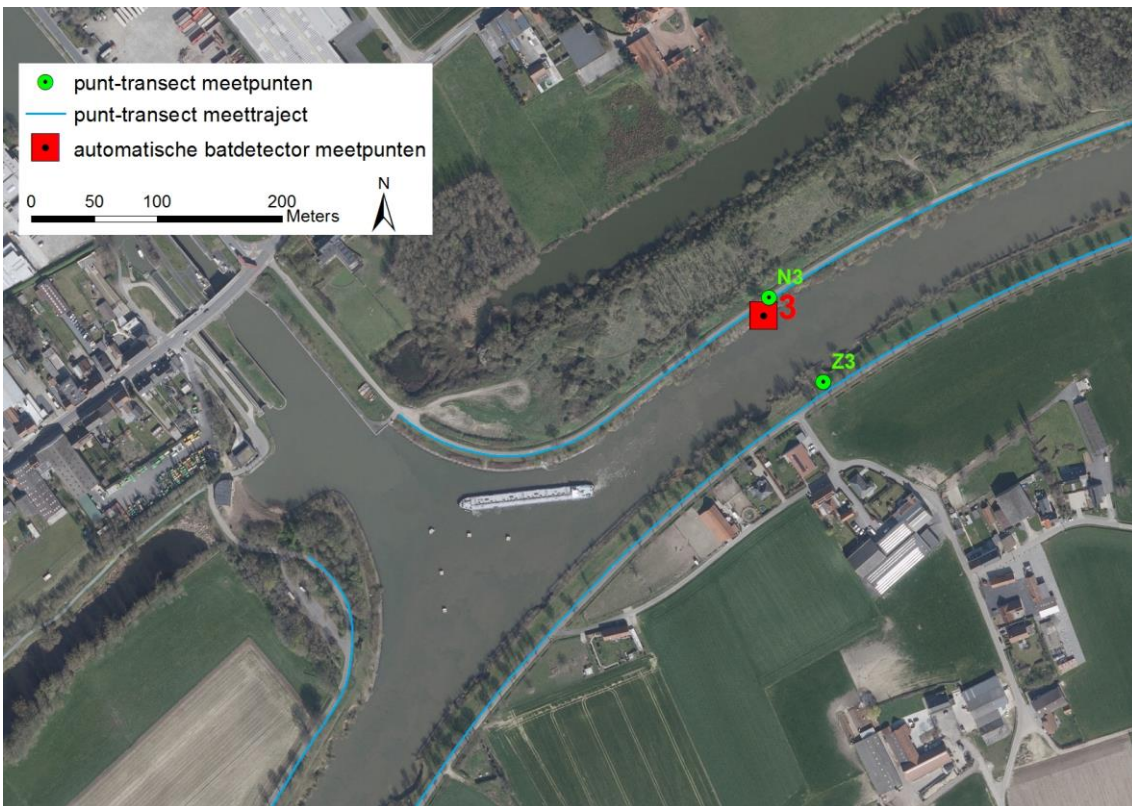 punt-transect meetpunten
punt-transect meettraject
automatische batdetector meetpunten
N
0 50 100 200
Meters
N3
3
Z3